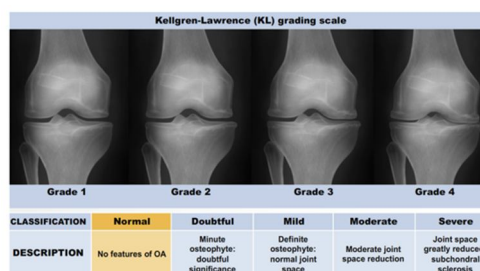 Kellgren-Lawrence (KL) grading scale
Grade 1 Grade 2 Grade 3 Grade 4
CLASSIFICATION Normal Doubtful Mild Moderate Severe
DESCRIPTION
No features of OA
Minute
osteophyte:
doubtful
significance
Definite
osteophyte:
normal joint
space
Moderate joint
space reduction
Joint space
greatly reduced:
subchondral
sclerosis